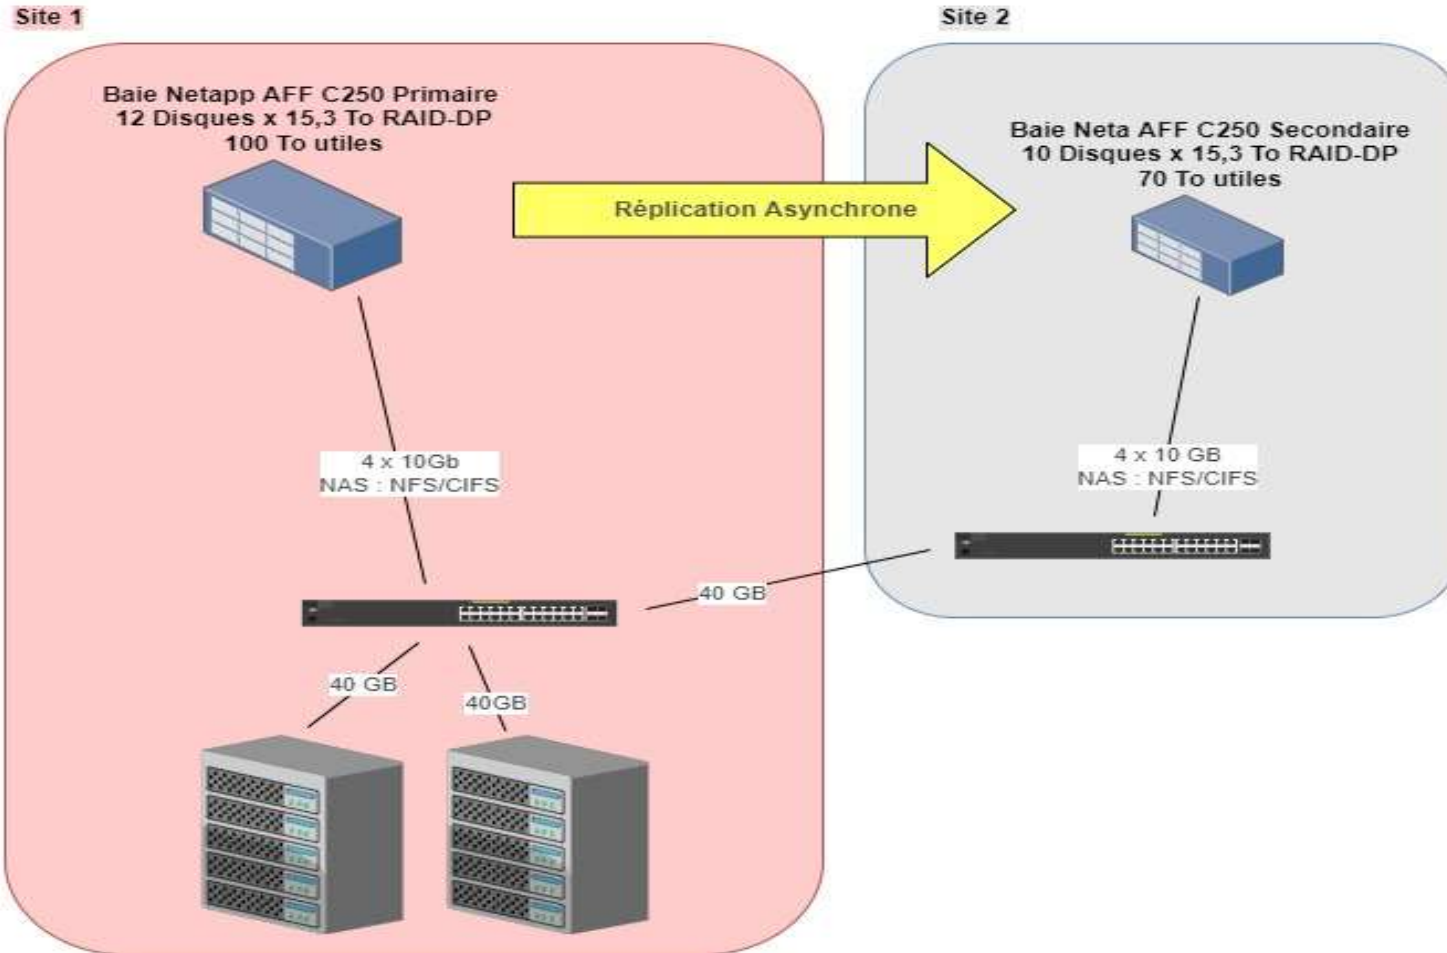 Site 1
Site 2
Baie Netapp AFF C250 Primaire
12 Disques x 15,3 To RAID-DP
100 To utiles
Baie Neta AFF C250 Secondaire
10 Disques x 15,3 To RAID-DP
70 To utiles
Réplication Asynchrone
4 x 10Gb
NAS : NFS/CIFS
4 x 10 GB
NAS : NFS/CIFS
40 GB
40 GB
40GB